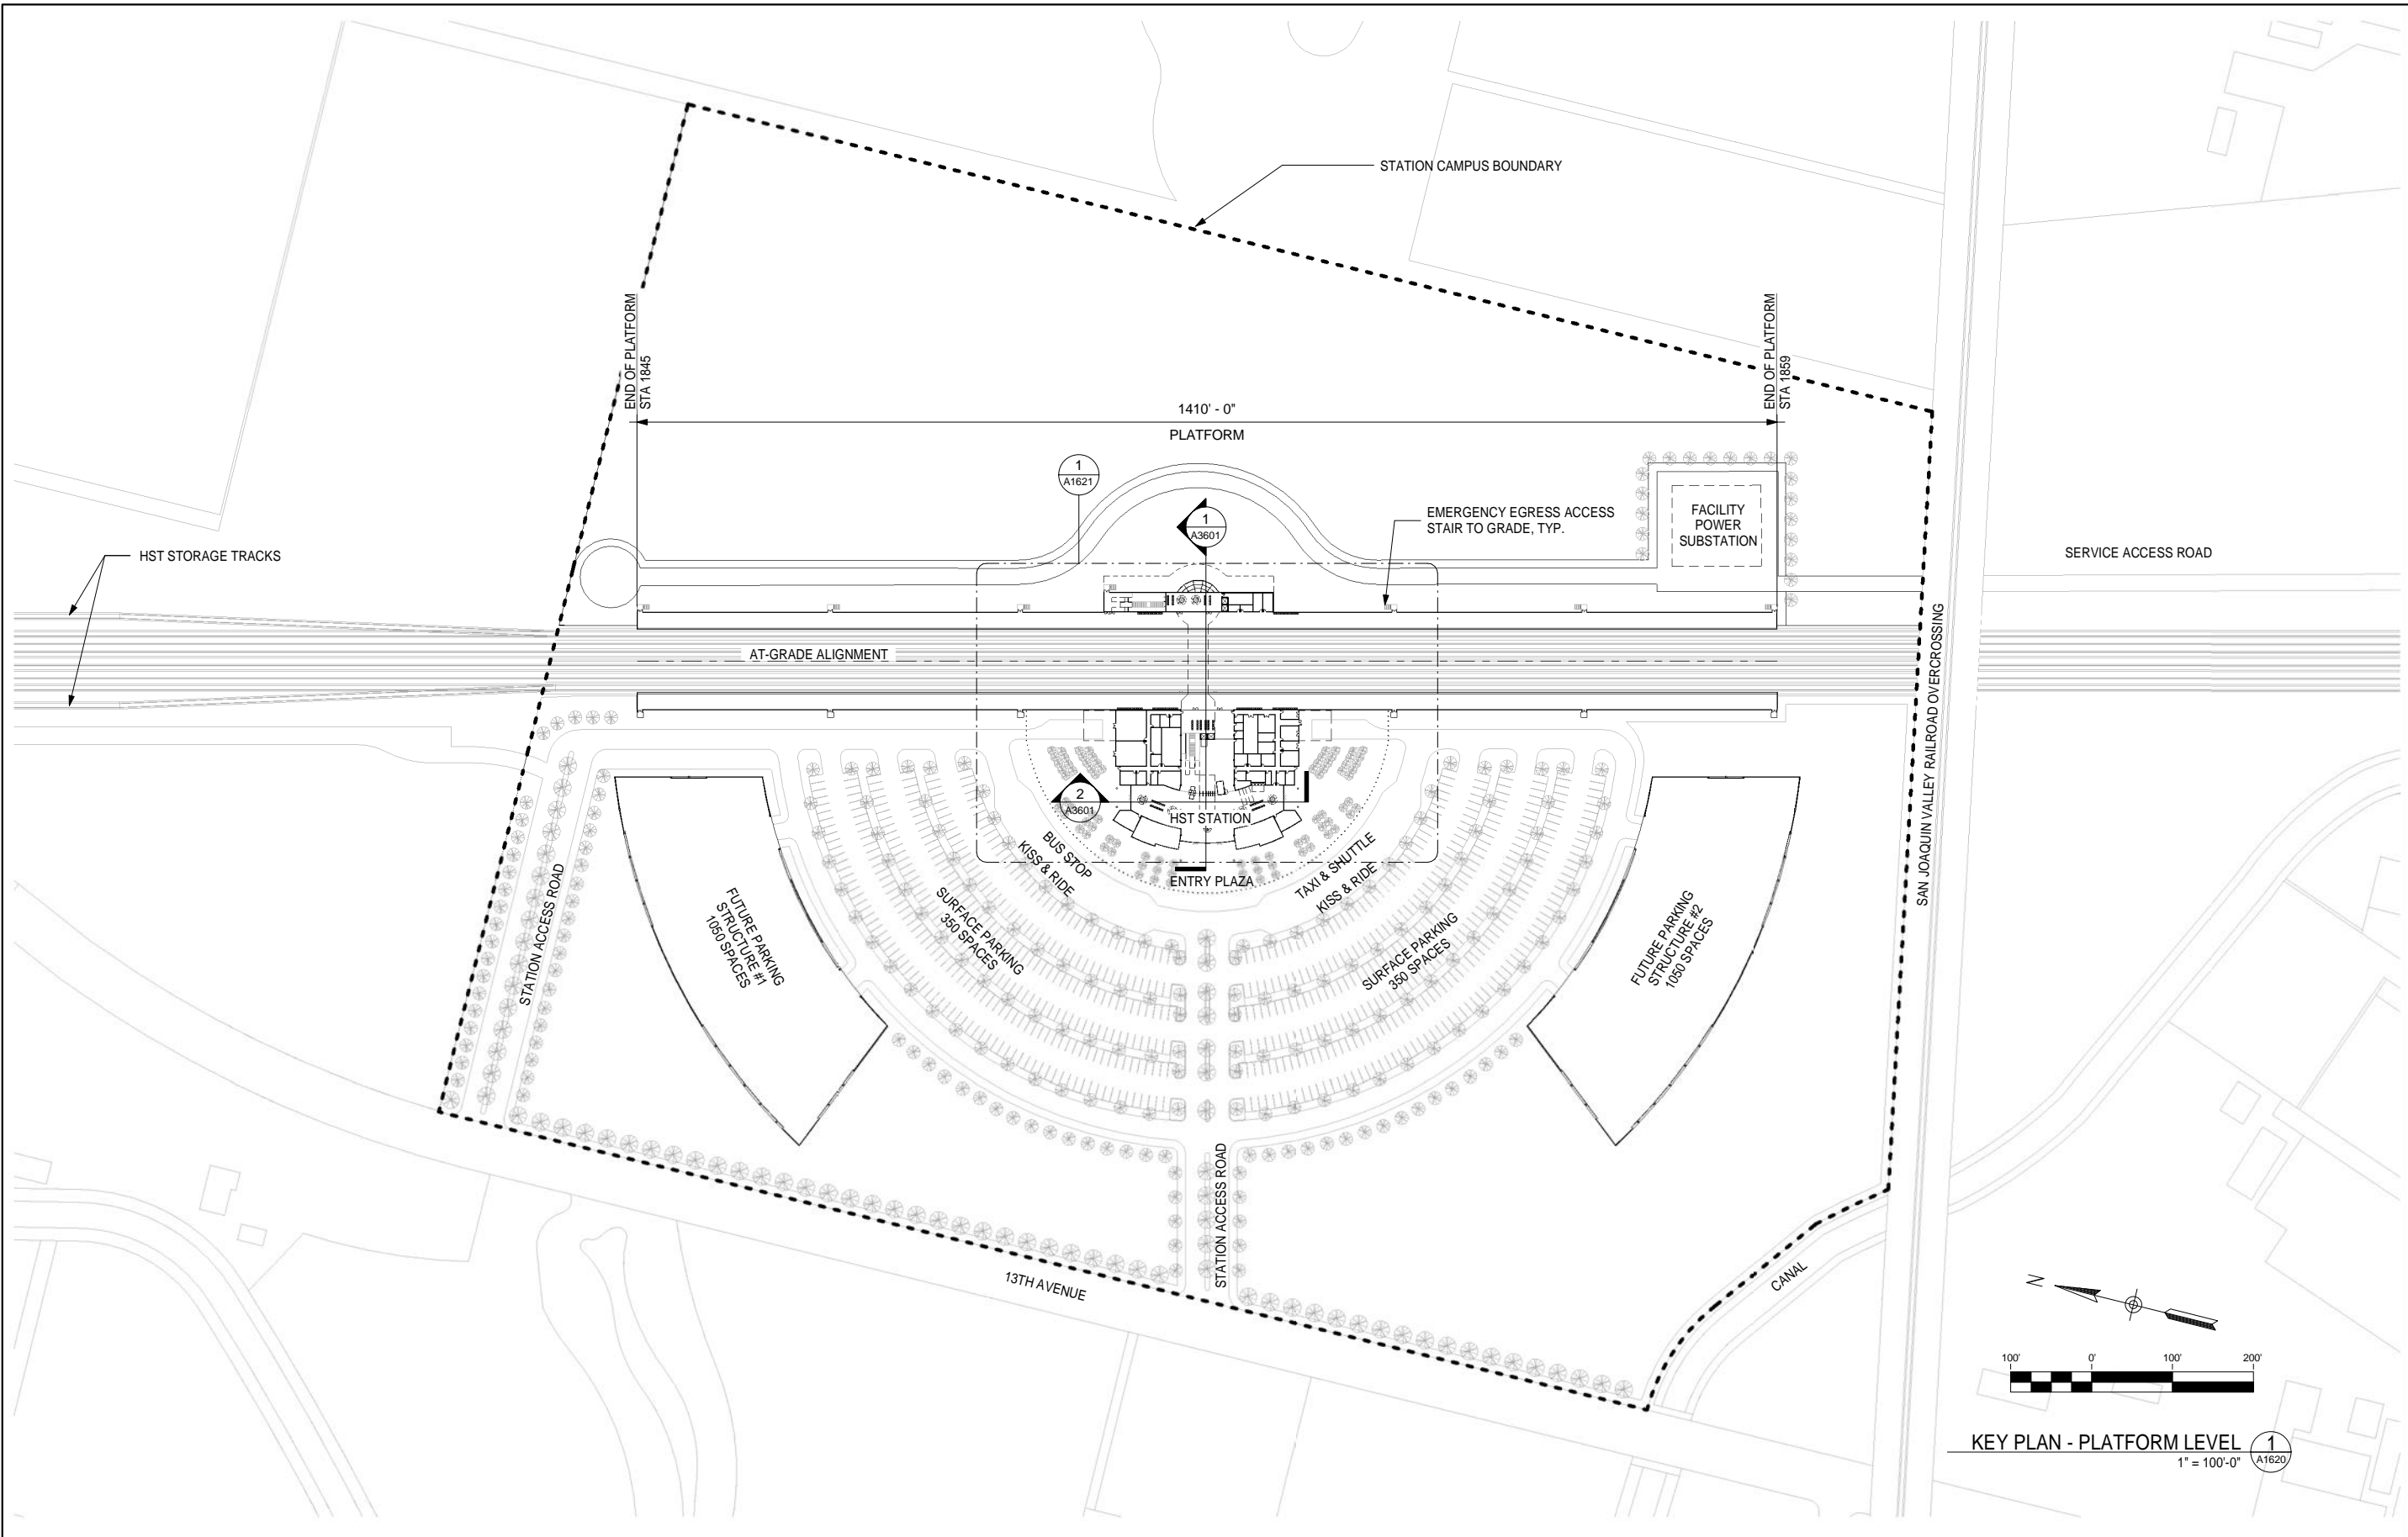 STATION CAMPUS BOUNDARY
END OF PLATFORM
STA 1845
END OF PLATFORM
STA 1859
1410' - 0"
PLATFORM
1
A1621
1
A3601
EMERGENCY EGRESS ACCESS
STAIR TO GRADE, TYP.
FACILITY
POWER
SUBSTATION
HST STORAGE TRACKS
SERVICE ACCESS ROAD
AT-GRADE ALIGNMENT
SAN JOAQUIN VALLEY RAILROAD OVERCROSSING
2
A3601
HST STATION
BUS STOP
KISS & RIDE
TAXI & SHUTTLE
KISS & RIDE
ENTRY PLAZA
STATION ACCESS ROAD
FUTURE PARKING
STRUCTURE #1
1050 SPACES
SURFACE PARKING
350 SPACES
SURFACE PARKING
350 SPACES
FUTURE PARKING
STRUCTURE #2
1050 SPACES
STATION ACCESS ROAD
13TH AVENUE
CANAL
N
100'
0'
100'
200'
KEY PLAN - PLATFORM LEVEL
1" = 100'-0"
1
A1620